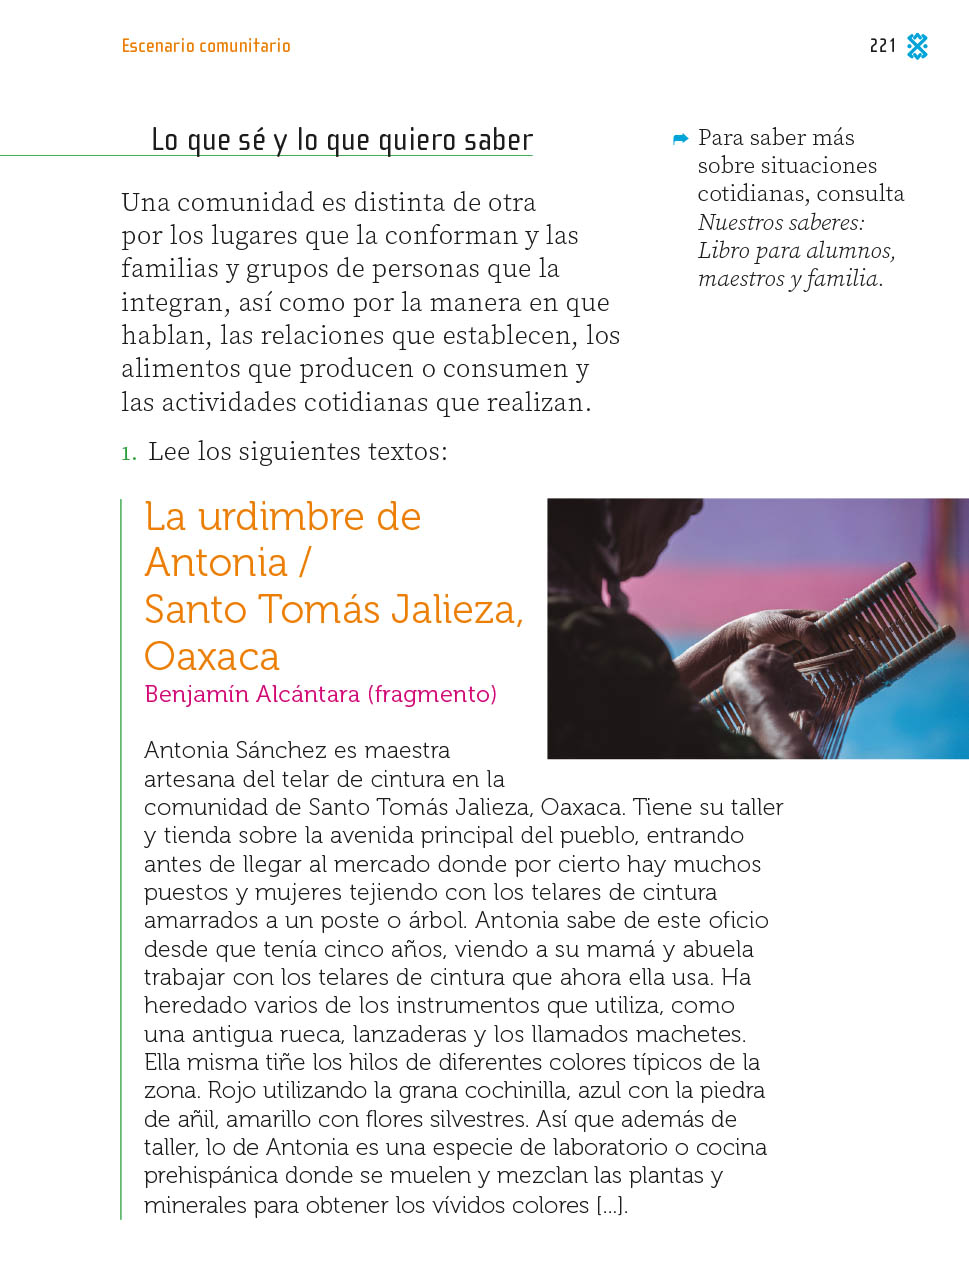 Escenario comunitario
221
Lo que sé y lo que quiero saber
Una comunidad es distinta de otra
por los lugares que la conforman y las
familias y grupos de personas que la
integran, así como por la manera en que
hablan, las relaciones que establecen, los
alimentos que producen o consumen y
las actividades cotidianas que realizan.
Para saber más
sobre situaciones
cotidianas, consulta
Nuestros saberes:
Libro para alumnos,
maestros y familia.
1. Lee los siguientes textos:
La urdimbre de
Antonia /
Santo Tomás Jalieza,
Oaxaca
Benjamín Alcántara (fragmento)
Antonia Sánchez es maestra
artesana del telar de cintura en la
comunidad de Santo Tomás Jalieza, Oaxaca. Tiene su taller
y tienda sobre la avenida principal del pueblo, entrando
antes de llegar al mercado donde por cierto hay muchos
puestos y mujeres tejiendo con los telares de cintura
amarrados a un poste o árbol. Antonia sabe de este oficio
desde que tenía cinco años, viendo a su mamá y abuela
trabajar con los telares de cintura que ahora ella usa. Ha
heredado varios de los instrumentos que utiliza, como
una antigua rueca, lanzaderas y los llamados machetes.
Ella misma tiñe los hilos de diferentes colores típicos de la
zona. Rojo utilizando la grana cochinilla, azul con la piedra
de añil, amarillo con flores silvestres. Así que además de
taller, lo de Antonia es una especie de laboratorio o cocina
prehispánica donde se muelen y mezclan las plantas y
minerales para obtener los vívidos colores [...].